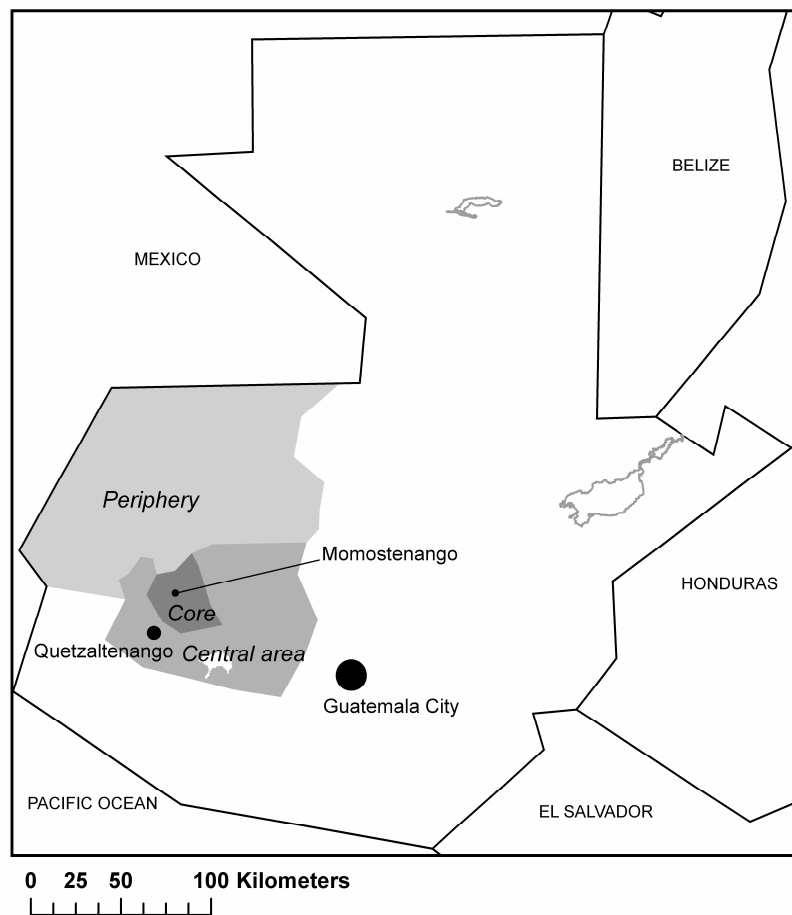 BELIZE
MEXICO
Periphery
Momostenango
HONDURAS
Core
Quetzaltenango
Central area
Guatemala City
PACIFIC OCEAN
EL SALVADOR
0 25 50 100 Kilometers